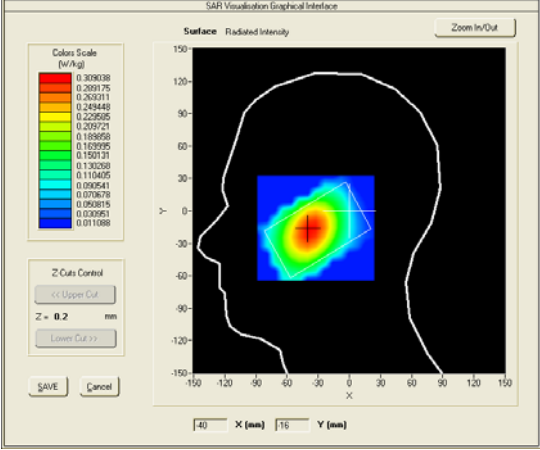 SAR Visualisation Graphical Interface
Surface Radiated Intensity
Zoom In/Out
Colors Scale
(W/kg)
0.309038
0.289175
0.269311
0.249448
0.229585
0.209721
0.189858
0.169995
0.150131
0.130268
0.110405
0.090541
0.070678
0.050815
0.030951
0.011088
150
120
90
60
30
0
-30
-60
-90
-120
-150
Y
-150 -120 -90 -60 -30 0 30 60 90 120 150
X
Z-Cuts Control
<< Upper Cut
Z = 0.2 mm
Lower Cut >>
SAVE Cancel
-40 X (mm) -16 Y (mm)